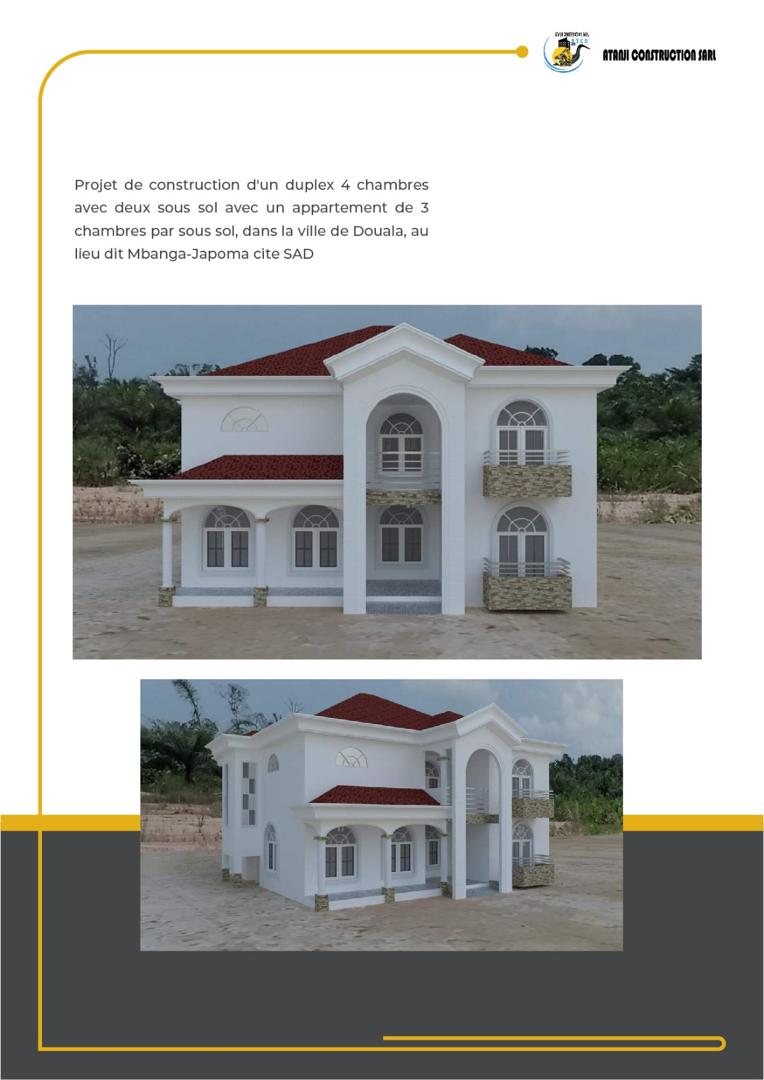 ATANJI CONSTRUCTION SARL
Projet de construction d'un duplex 4 chambres
avec deux sous sol avec un appartement de 3
chambres par sous sol, dans la ville de Douala, au
lieu dit Mbanga-Japoma cite SAD